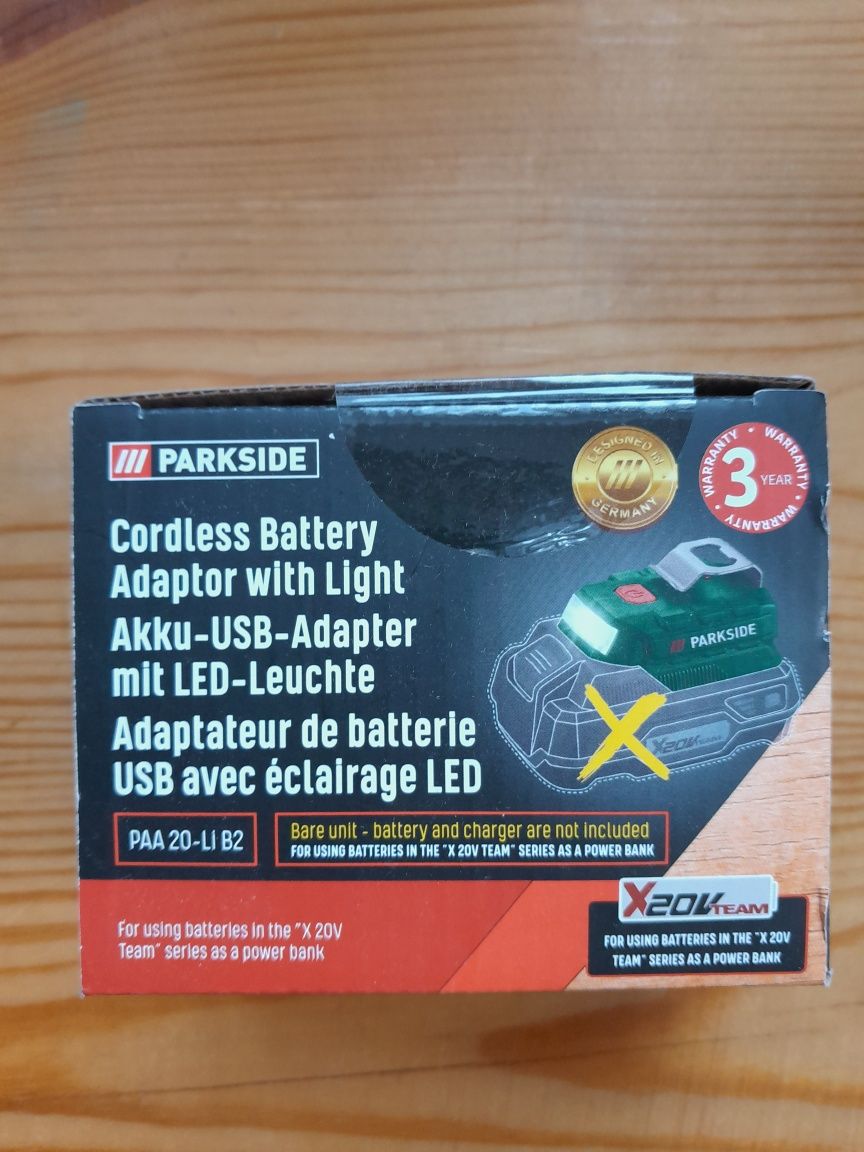 PARKSIDE
DESIGNED IN
GERMANY
WARRANTY • WARRANTY • WARRANTY •
3 YEAR
Cordless Battery
Adaptor with Light
Akku-USB-Adapter
mit LED-Leuchte
Adaptateur de batterie
USB avec éclairage LED
PARKSIDE
X20V TEAM
PAA 20-Li B2
Bare unit - battery and charger are not included
FOR USING BATTERIES IN THE "X 20V TEAM" SERIES AS A POWER BANK
For using batteries in the "X 20V
Team" series as a power bank
X20V TEAM
FOR USING BATTERIES IN THE "X 20V
TEAM" SERIES AS A POWER BANK